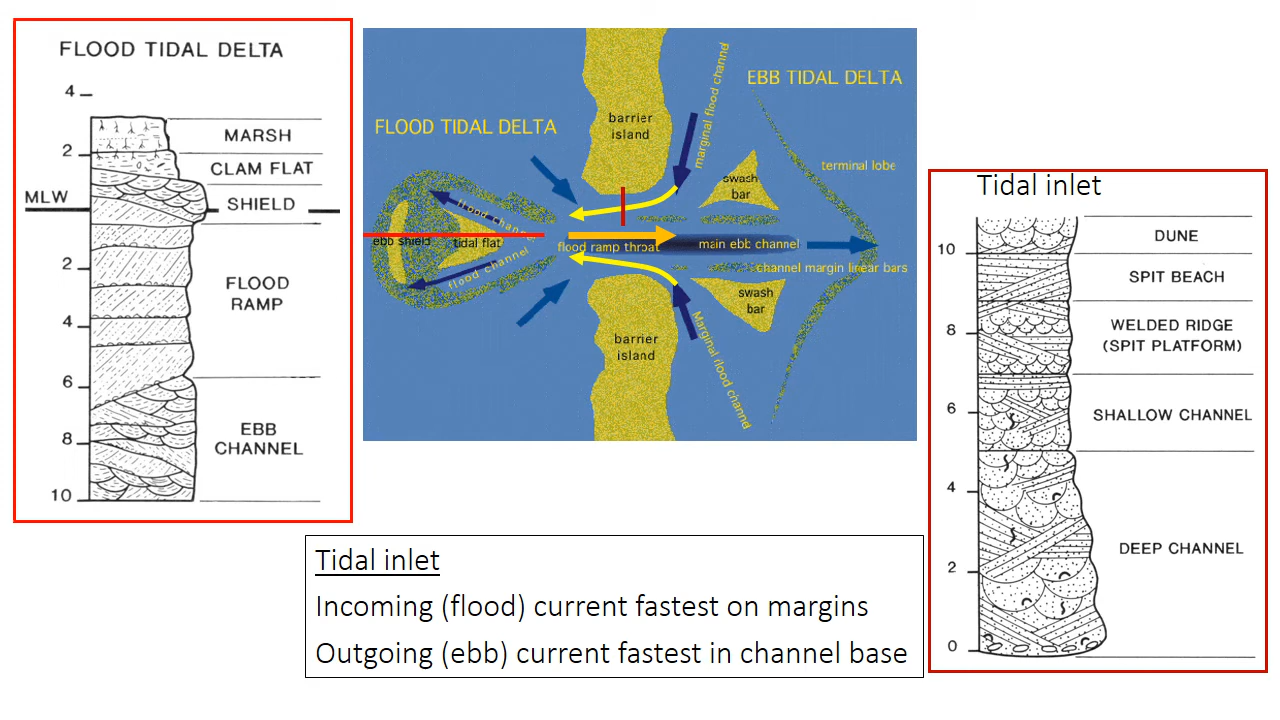 FLOOD TIDAL DELTA
4
MARSH
2
CLAM FLAT
MLW
SHIELD
2
FLOOD
RAMP
4
6
EBB
8
CHANNEL
10
EBB TIDAL DELTA
FLOOD TIDAL DELTA
barrier
island
marginal flood channel
terminal lobe
swash
bar
flood channel
ebb shield
tidal flat
flood ramp throat
main ebb channel
flood channel
channel margin linear bars
swash
bar
barrier
island
Marginal flood channel
Tidal inlet
DUNE
10
SPIT BEACH
8
WELDED RIDGE
(SPIT PLATFORM)
6
SHALLOW CHANNEL
4
DEEP CHANNEL
2
0
Tidal inlet
Incoming (flood) current fastest on margins
Outgoing (ebb) current fastest in channel base